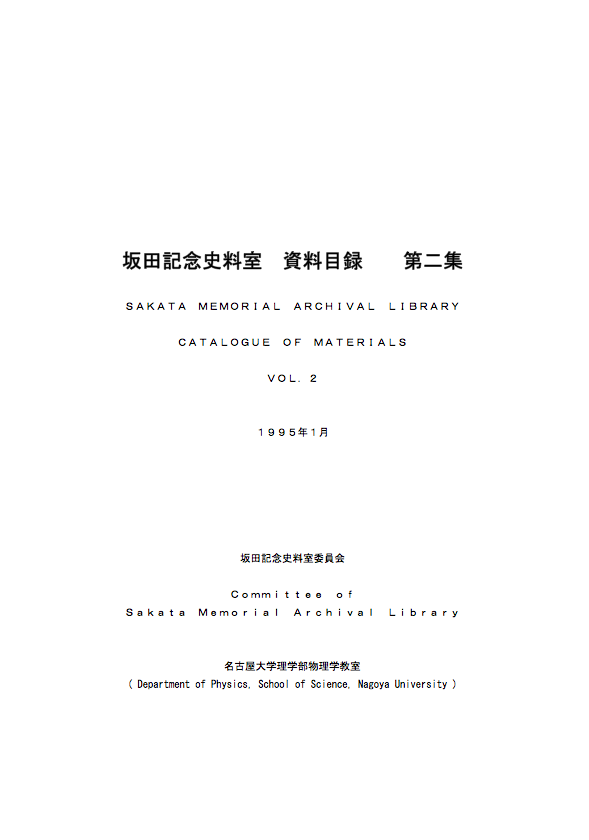 坂田記念史料室　資料目録　　第二集
ＳＡＫＡＴＡ　ＭＥＭＯＲＩＡＬ　ＡＲＣＨＩＶＡＬ　ＬＩＢＲＡＲＹ
ＣＡＴＡＬＯＧＵＥ　ＯＦ　ＭＡＴＥＲＩＡＬＳ
ＶＯＬ．２
１９９５年１月
坂田記念史料室委員会
Ｃｏｍｍｉｔｔｅｅ　ｏｆ
Ｓａｋａｔａ　Ｍｅｍｏｒｉａｌ　Ａｒｃｈｉｖａｌ　Ｌｉｂｒａｒｙ
名古屋大学理学部物理学教室
( Department of Physics, School of Science, Nagoya University )